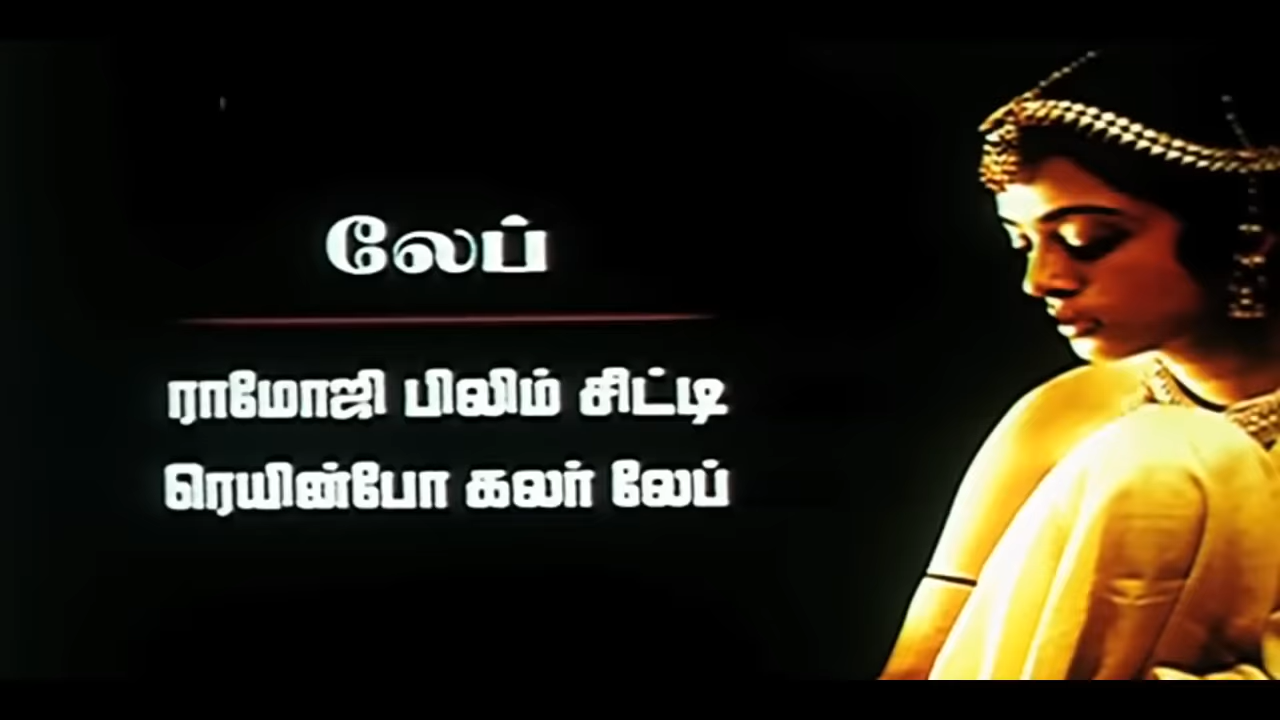 லேப்
ராமோஜி பிலிம் சிட்டி
ரெயின்போ கலர் லேப்